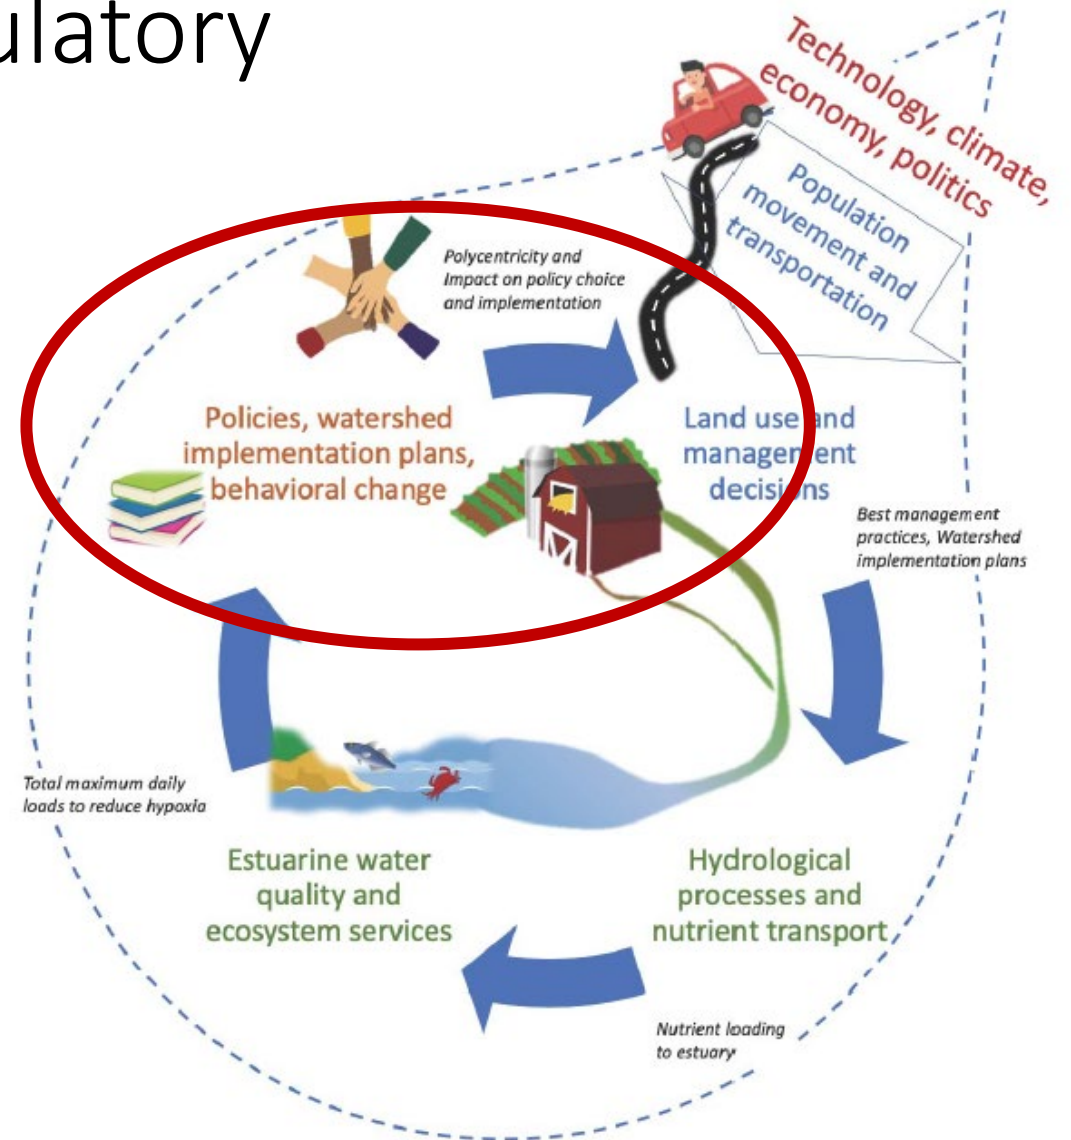 ulatory
Technology, climate,
economy, politics
Population
movement and
transportation
Polycentricity and
Impact on policy choice
and implementation
Policies, watershed
implementation plans,
behavioral change
Land use and
management
decisions
Best management
practices, Watershed
implementation plans
Total maximum daily
loads to reduce hypoxia
Estuarine water
quality and
ecosystem services
Hydrological
processes and
nutrient transport
Nutrient loading
to estuary